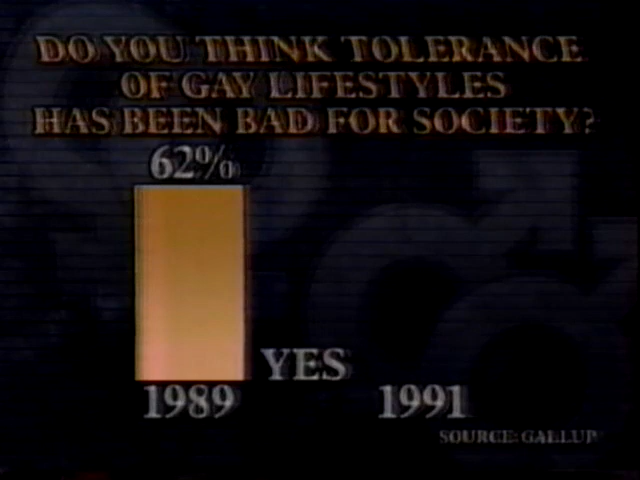 DO YOU THINK TOLERANCE
OF GAY LIFESTYLES
HAS BEEN BAD FOR SOCIETY?
62%
YES
1989 1991
SOURCE: GALLUP